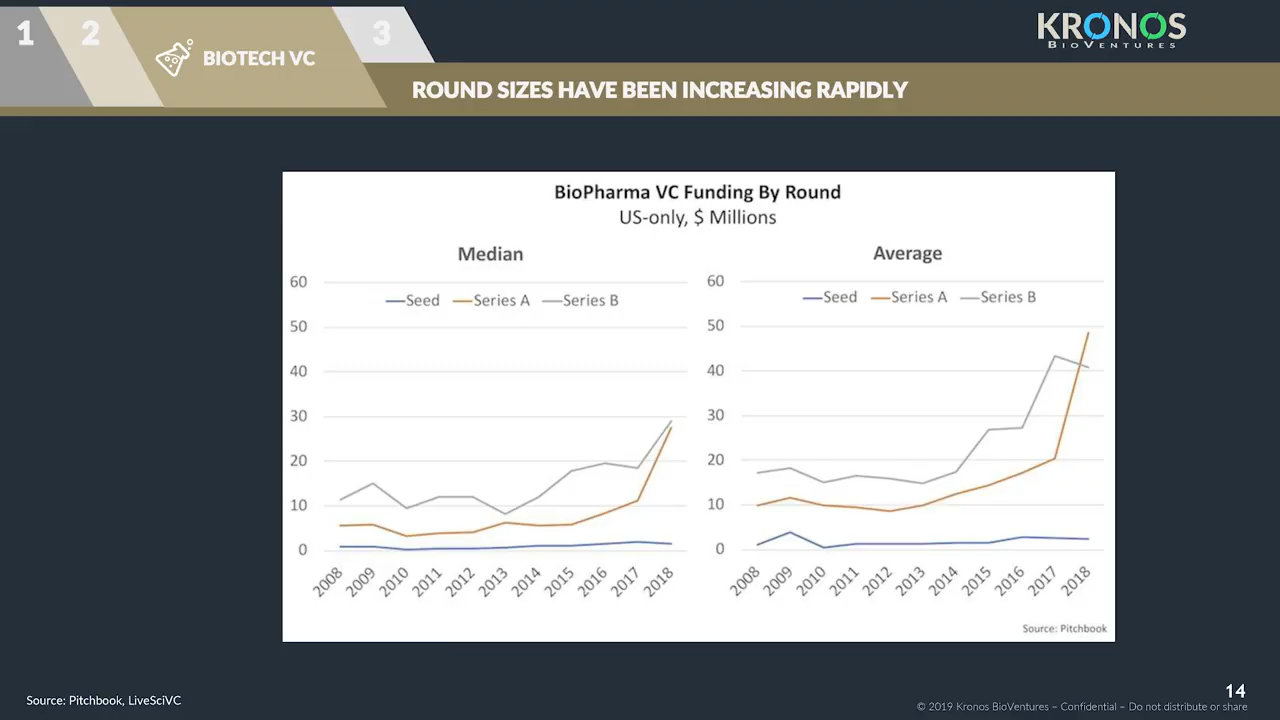 1
2
BIOTECH VC
3
KRONOS
BIOVENTURES
ROUND SIZES HAVE BEEN INCREASING RAPIDLY
BioPharma VC Funding By Round
US-only, $ Millions
Median
60
50
40
30
20
10
0
Seed Series A Series B
2008 2009 2010 2011 2012 2013 2014 2015 2016 2017 2018
Average
60
50
40
30
20
10
0
Seed Series A Series B
2008 2009 2010 2011 2012 2013 2014 2015 2016 2017 2018
Source: Pitchbook
Source: Pitchbook, LiveSciVC
14
© 2019 Kronos BioVentures – Confidential – Do not distribute or share